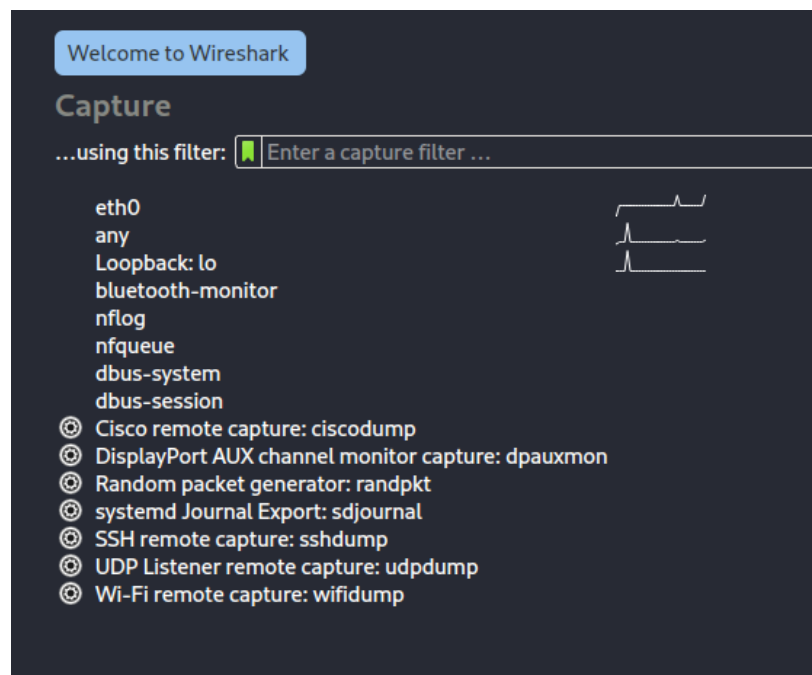 Welcome to Wireshark
Capture
...using this filter: Enter a capture filter ...
eth0
any
Loopback: lo
bluetooth-monitor
nflog
nfqueue
dbus-system
dbus-session
Cisco remote capture: ciscodump
DisplayPort AUX channel monitor capture: dpauxmon
Random packet generator: randpkt
systemd Journal Export: sdjournal
SSH remote capture: sshdump
UDP Listener remote capture: udpdump
Wi-Fi remote capture: wifidump